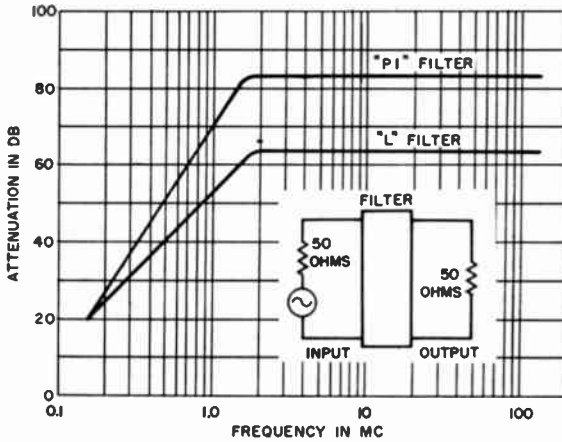 100
80
60
40
20
0
ATTENUATION IN DB
"PI" FILTER
"L" FILTER
FILTER
50
OHMS
50
OHMS
INPUT
OUTPUT
0.1
1.0
10
100
FREQUENCY IN MC